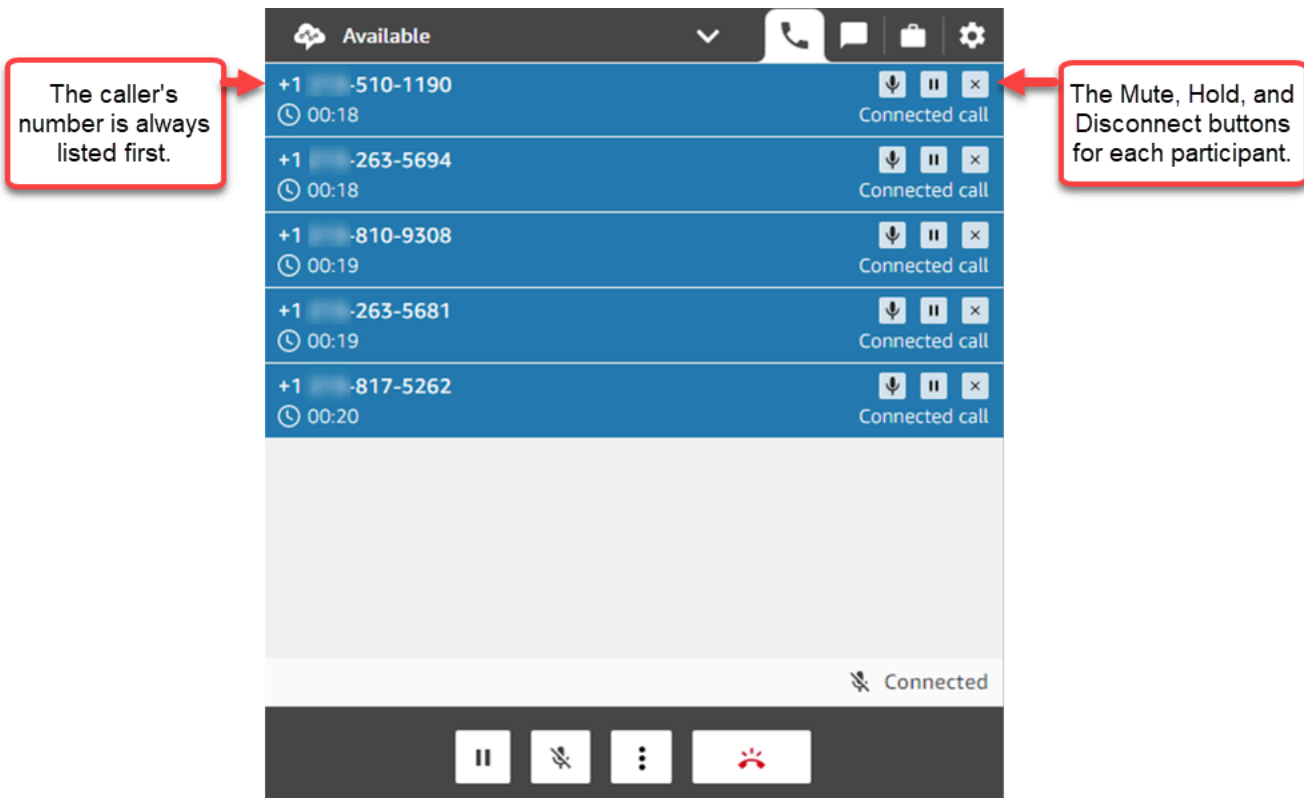 Available
The caller's
number is always
listed first.
+1 -510-1190
00:18
Connected call
The Mute, Hold, and
Disconnect buttons
for each participant.
+1 -263-5694
00:18
Connected call
+1 -810-9308
00:19
Connected call
+1 -263-5681
00:19
Connected call
+1 -817-5262
00:20
Connected call
Connected